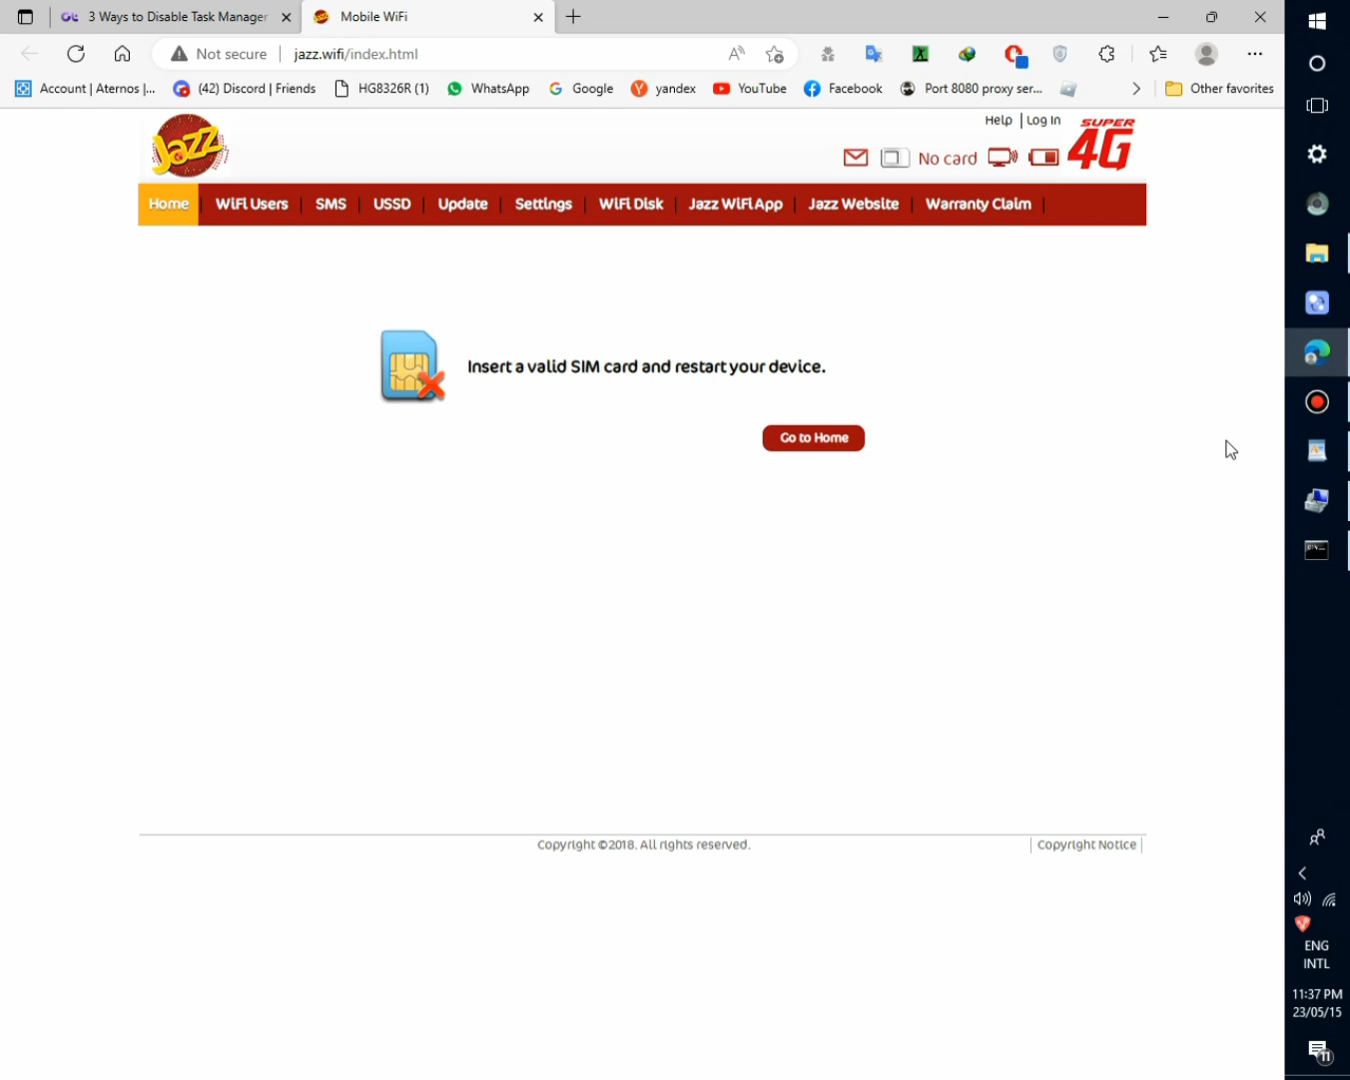 3 Ways to Disable Task Manager
Mobile WiFi
Not secure
jazz.wifi/index.html
Account | Aternos |...
(42) Discord | Friends
HG8326R (1)
WhatsApp
Google
yandex
YouTube
Facebook
Port 8080 proxy ser...
Other favorites
Jazz
Help
Log In
No card
SUPER
4G
Home
WiFi Users
SMS
USSD
Update
Settings
WiFi Disk
Jazz WiFi App
Jazz Website
Warranty Claim
Insert a valid SIM card and restart your device.
Go to Home
Copyright ©2018. All rights reserved.
Copyright Notice
ENG
INTL
11:37 PM
23/05/15
11